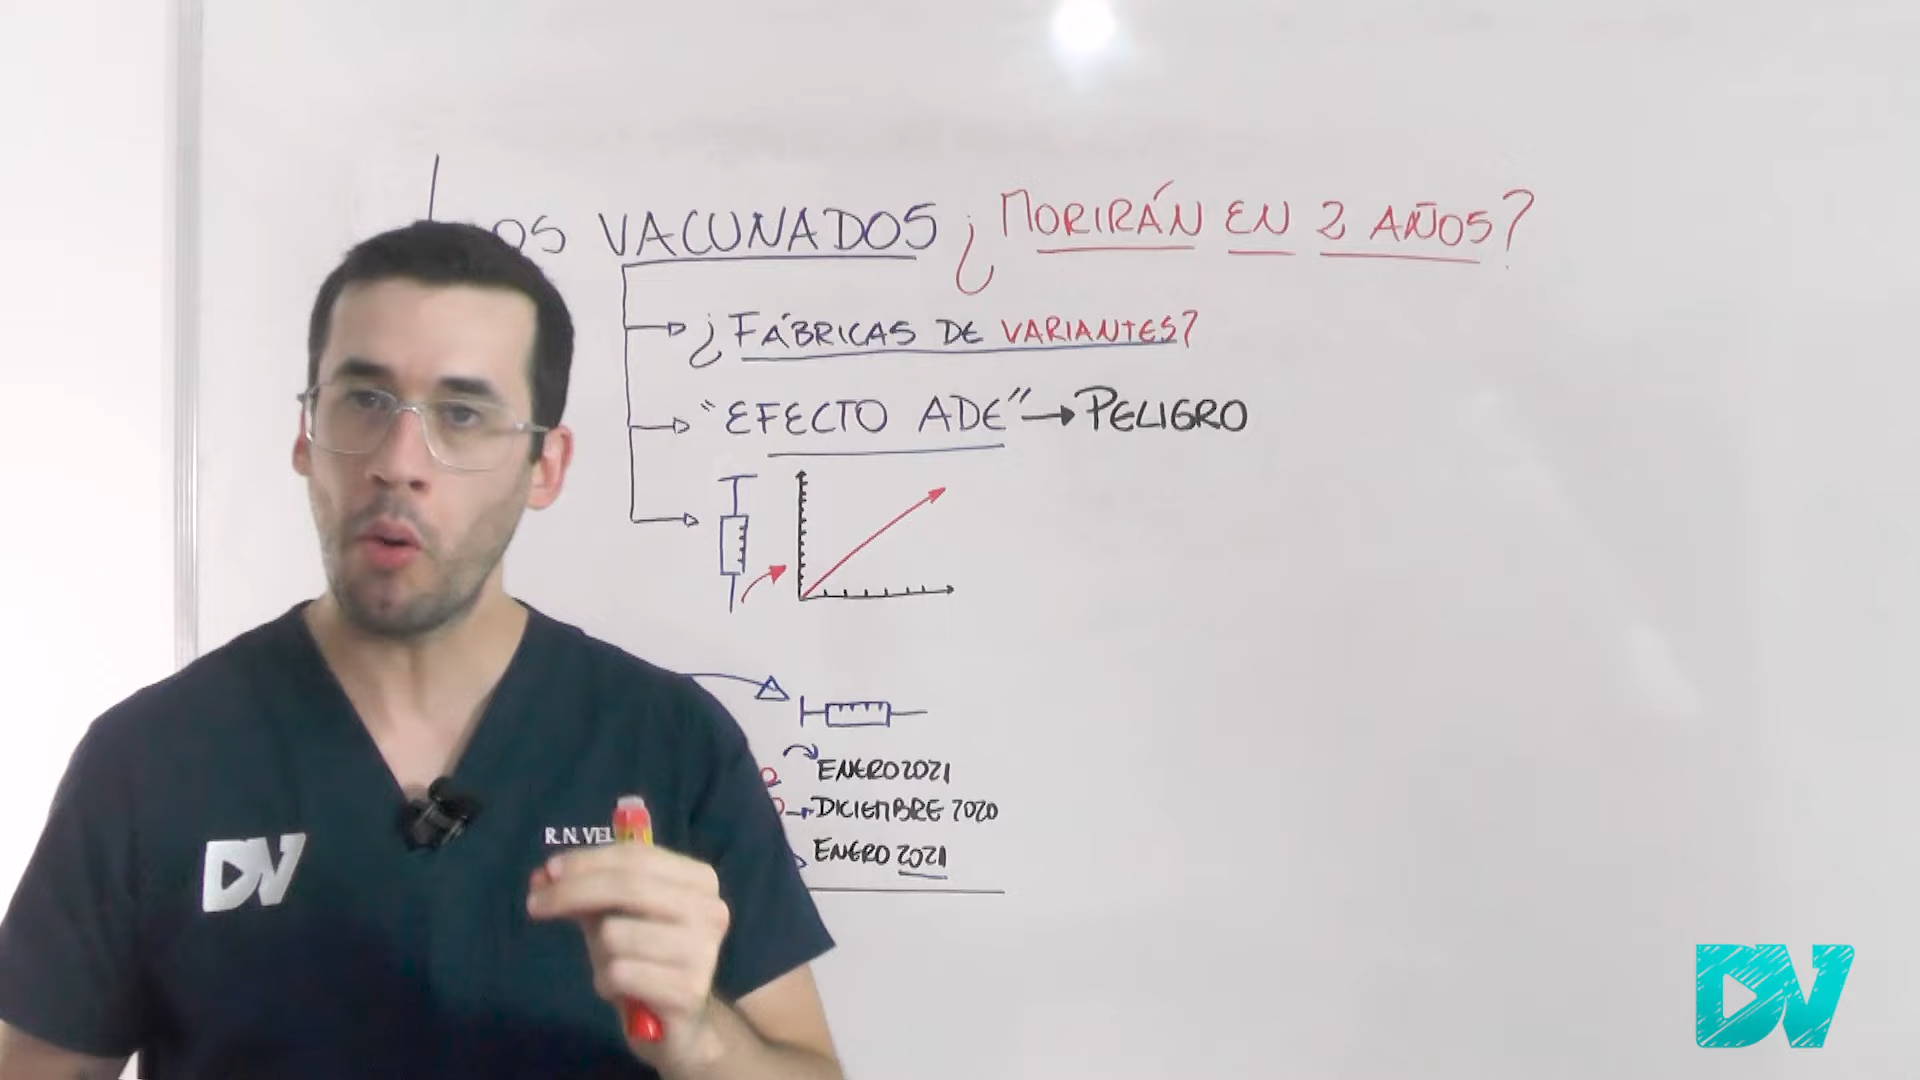 OS VACUNADOS ¿MORIRÁN EN 2 AÑOS?
¿FÁBRICAS DE VARIANTES?
"EFECTO ADE"→PELIGRO
ENERO 2021
DICIEMBRE 2020
ENERO 2021
R.N. VEL
DV
DV